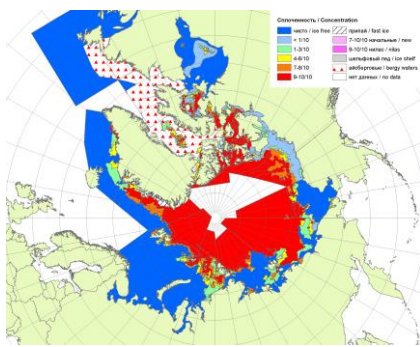 Сплоченность / Concentration
чисто / ice free
< 1/10
1-3/10
4-6/10
7-8/10
9-10/10
припай / fast ice
7-10/10 начальные / new
9-10/10 нилас / nilas
шельфовый лед / ice shelf
айсберговые / bergy waters
нет данных / no data